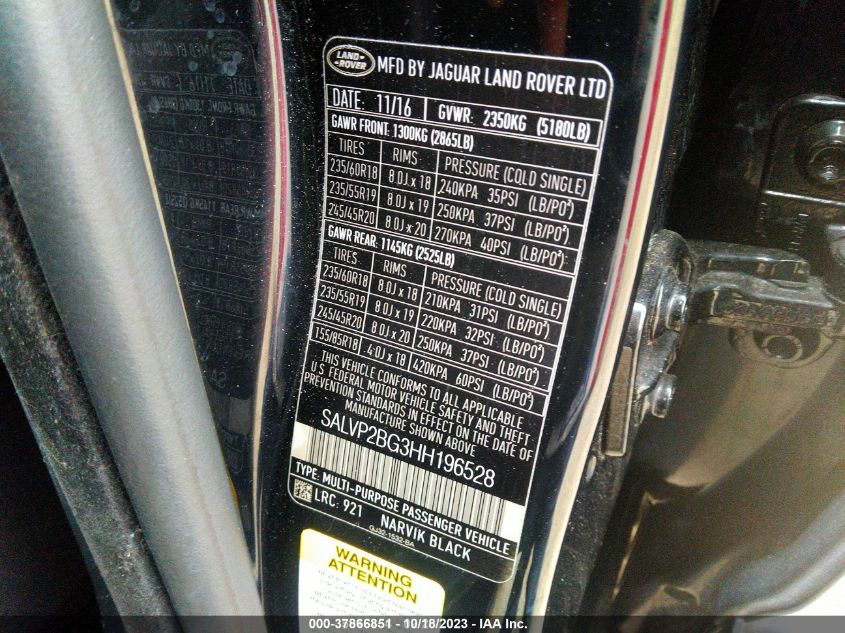 LAND-
ROVER
MFD BY JAGUAR LAND ROVER LTD
DATE: 11/16 GVWR: 2350KG (5180LB)
GAWR FRONT: 1300KG (2865LB)
TIRES RIMS PRESSURE (COLD SINGLE)
235/60R18 8.0J x 18 240KPA 35PSI (LB/PO²)
235/55R19 8.0J x 19 250KPA 37PSI (LB/PO²)
245/45R20 8.0J x 20 270KPA 40PSI (LB/PO²)
GAWR REAR: 1145KG (2525LB)
TIRES RIMS PRESSURE (COLD SINGLE)
235/60R18 8.0J x 18 210KPA 31PSI (LB/PO²)
235/55R19 8.0J x 19 220KPA 32PSI (LB/PO²)
245/45R20 8.0J x 20 250KPA 37PSI (LB/PO²)
155/85R18 4.0J x 18 420KPA 60PSI (LB/PO²)
THIS VEHICLE CONFORMS TO ALL APPLICABLE
U.S. FEDERAL MOTOR VEHICLE SAFETY AND THEFT
PREVENTION STANDARDS IN EFFECT ON THE DATE OF
MANUFACTURE SHOWN ABOVE
SALVP2BG3HH196528
TYPE: MULTI-PURPOSE PASSENGER VEHICLE
LRC: 921 NARVIK BLACK
GJ32-1532-BA
WARNING
ATTENTION
000-37866851 - 10/18/2023 - IAA Inc.